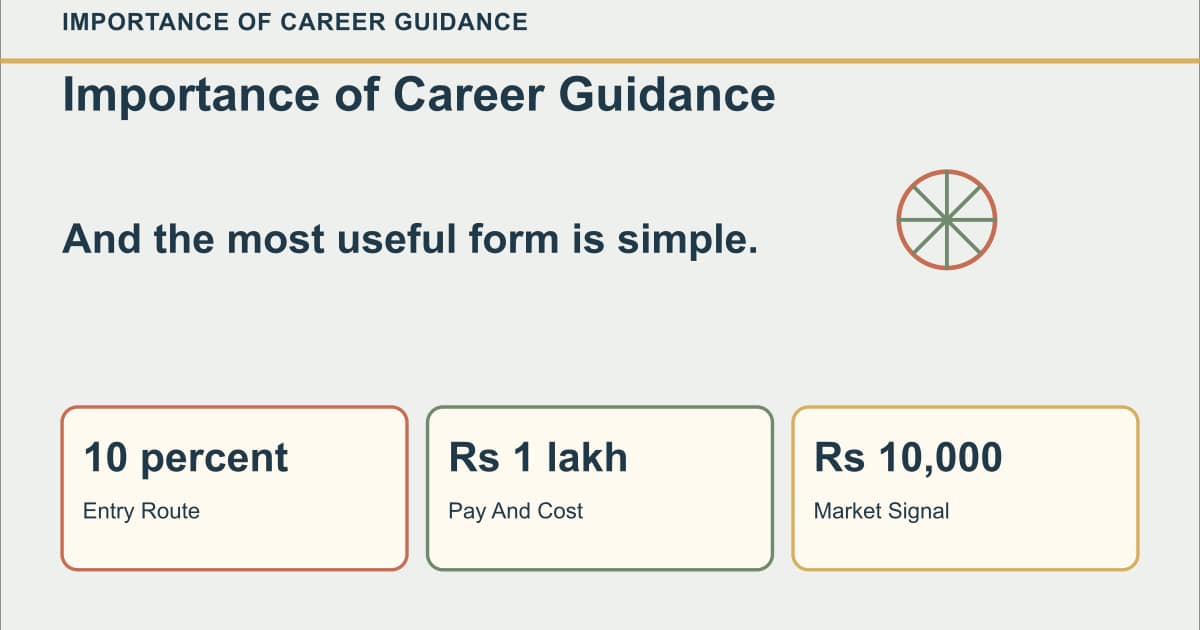 IMPORTANCE OF CAREER GUIDANCE
Importance of Career Guidance
And the most useful form is simple.
10 percent
Entry Route
Rs 1 lakh
Pay And Cost
Rs 10,000
Market Signal